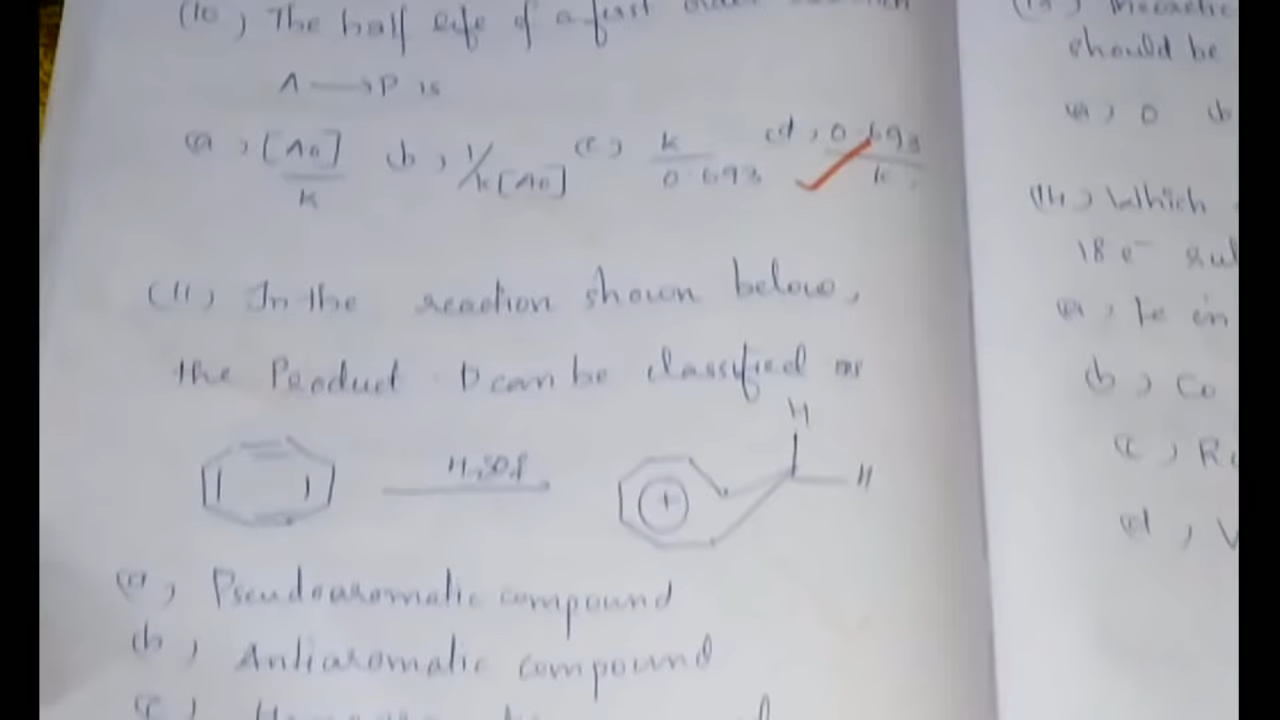 (10) The half life of a first
A ⟶ P is
(a) [A0]/k (b) 1/k[A0] (c) k/0.693 (d) 0.693/k
(11) In the reaction shown below,
the Product D can be classified as
H
H2SO4
+
H
(a) Pseudoaromatic compound
(b) Antiaromatic compound
(c)
should be
(a) 0 (b
(14) Which
18 e-
(a) Fe in
(b) Co
(c) Ru
(d) V